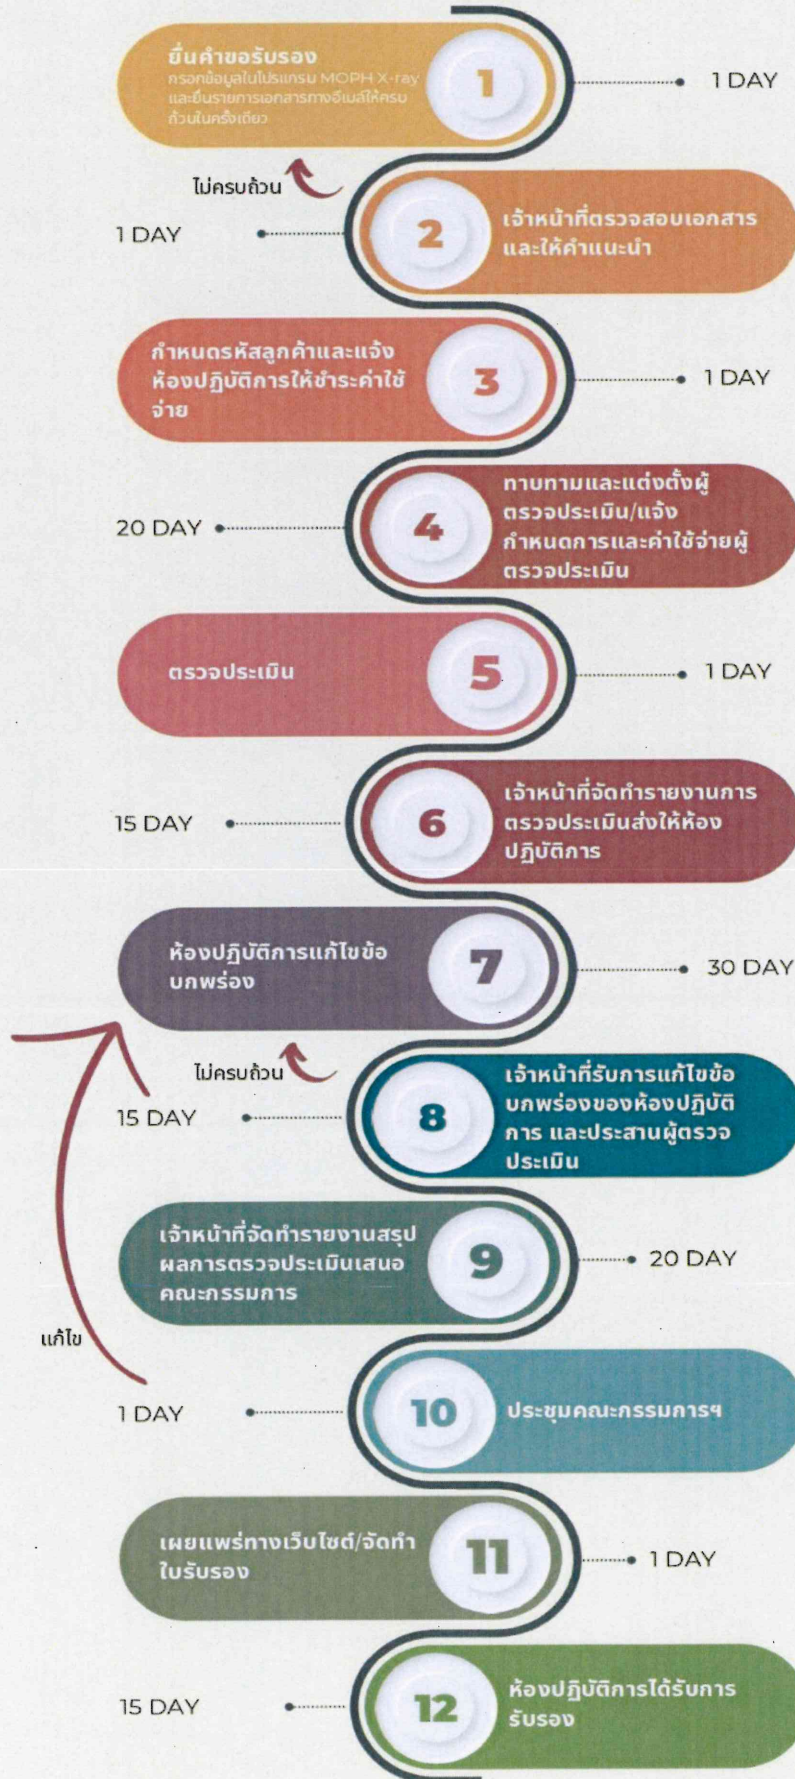 ยื่นคำขอรับรอง
กรอกข้อมูลในโปรแกรม MOPH X-ray
และยื่นรายการเอกสารทางอีเมล์ให้ครบ
ถ้วนในครั้งเดียว
1
1 DAY
ไม่ครบถ้วน
1 DAY
2
เจ้าหน้าที่ตรวจสอบเอกสาร
และให้คำแนะนำ
กำหนดรหัสลูกค้าและแจ้ง
ห้องปฏิบัติการให้ชำระค่าใช้
จ่าย
3
1 DAY
20 DAY
4
ทาบทามและแต่งตั้งผู้
ตรวจประเมิน/แจ้ง
กำหนดการและค่าใช้จ่ายผู้
ตรวจประเมิน
ตรวจประเมิน
5
1 DAY
15 DAY
6
เจ้าหน้าที่จัดทำรายงานการ
ตรวจประเมินส่งให้ห้อง
ปฏิบัติการ
ห้องปฏิบัติการแก้ไขข้อ
บกพร่อง
7
30 DAY
ไม่ครบถ้วน
15 DAY
8
เจ้าหน้าที่รับการแก้ไขข้อ
บกพร่องของห้องปฏิบัติ
การ และประสานผู้ตรวจ
ประเมิน
เจ้าหน้าที่จัดทำรายงานสรุป
ผลการตรวจประเมินเสนอ
คณะกรรมการ
9
20 DAY
แก้ไข
1 DAY
10
ประชุมคณะกรรมการฯ
เผยแพร่ทางเว็บไซต์/จัดทำ
ใบรับรอง
11
1 DAY
15 DAY
12
ห้องปฏิบัติการได้รับการ
รับรอง